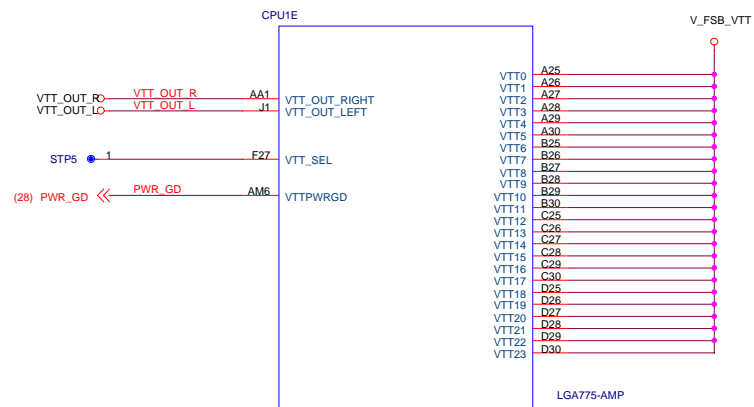 CPU1E
V_FSB_VTT
VTT_OUT_R VTT_OUT_R AA1 VTT_OUT_RIGHT
VTT_OUT_L VTT_OUT_L J1 VTT_OUT_LEFT
STP5 1 F27 VTT_SEL
(28) PWR_GD PWR_GD AM6 VTTPWRGD
VTT0 A25
VTT1 A26
VTT2 A27
VTT3 A28
VTT4 A29
VTT5 A30
VTT6 B25
VTT7 B26
VTT8 B27
VTT9 B28
VTT10 B29
VTT11 B30
VTT12 C25
VTT13 C26
VTT14 C27
VTT15 C28
VTT16 C29
VTT17 C30
VTT18 D25
VTT19 D26
VTT20 D27
VTT21 D28
VTT22 D29
VTT23 D30
LGA775-AMP